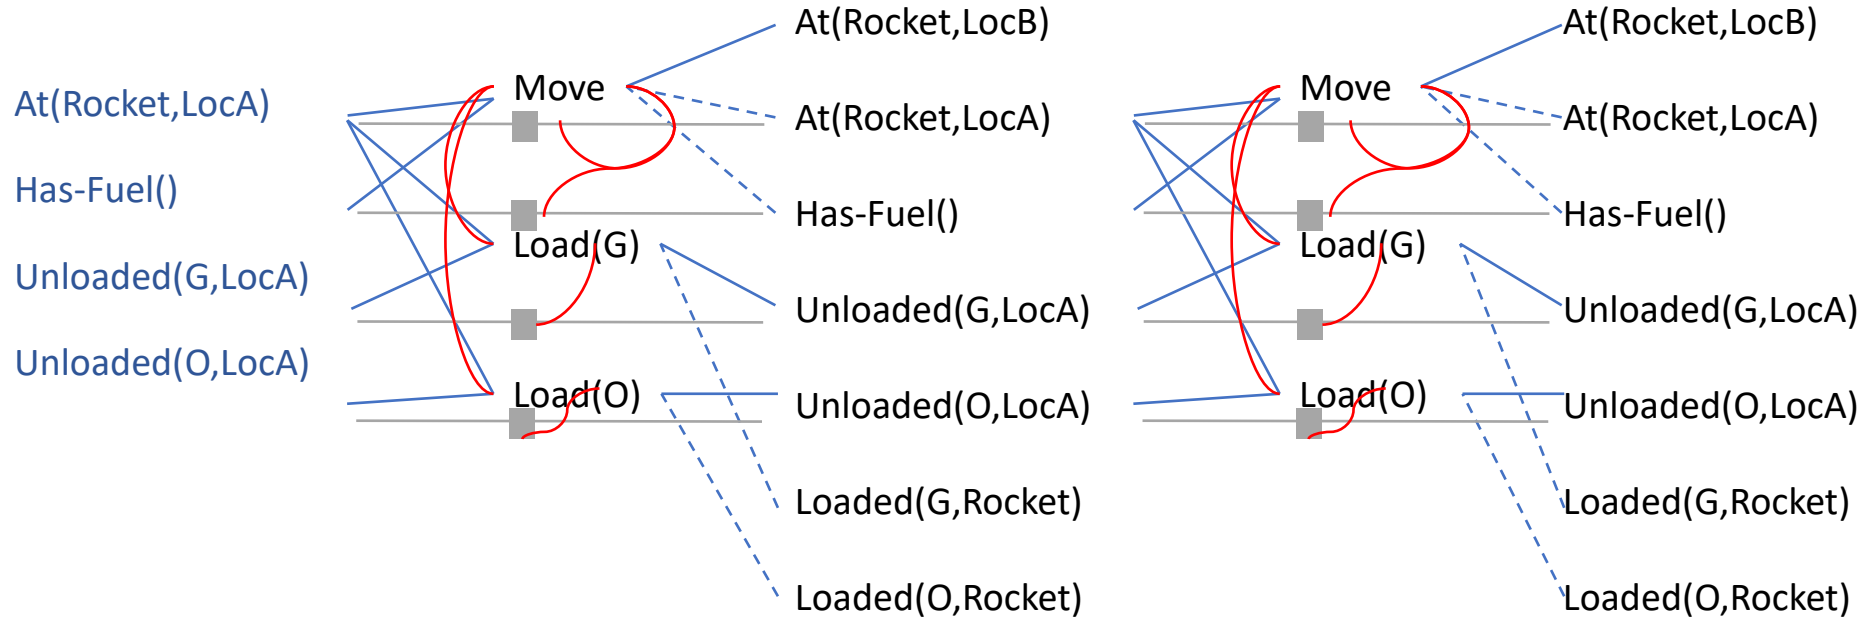 At(Rocket,LocA)
Has-Fuel()
Unloaded(G,LocA)
Unloaded(O,LocA)
Move
Load(G)
Load(O)
At(Rocket,LocB)
At(Rocket,LocA)
Has-Fuel()
Unloaded(G,LocA)
Unloaded(O,LocA)
Loaded(G,Rocket)
Loaded(O,Rocket)
Move
Load(G)
Load(O)
At(Rocket,LocB)
At(Rocket,LocA)
Has-Fuel()
Unloaded(G,LocA)
Unloaded(O,LocA)
Loaded(G,Rocket)
Loaded(O,Rocket)